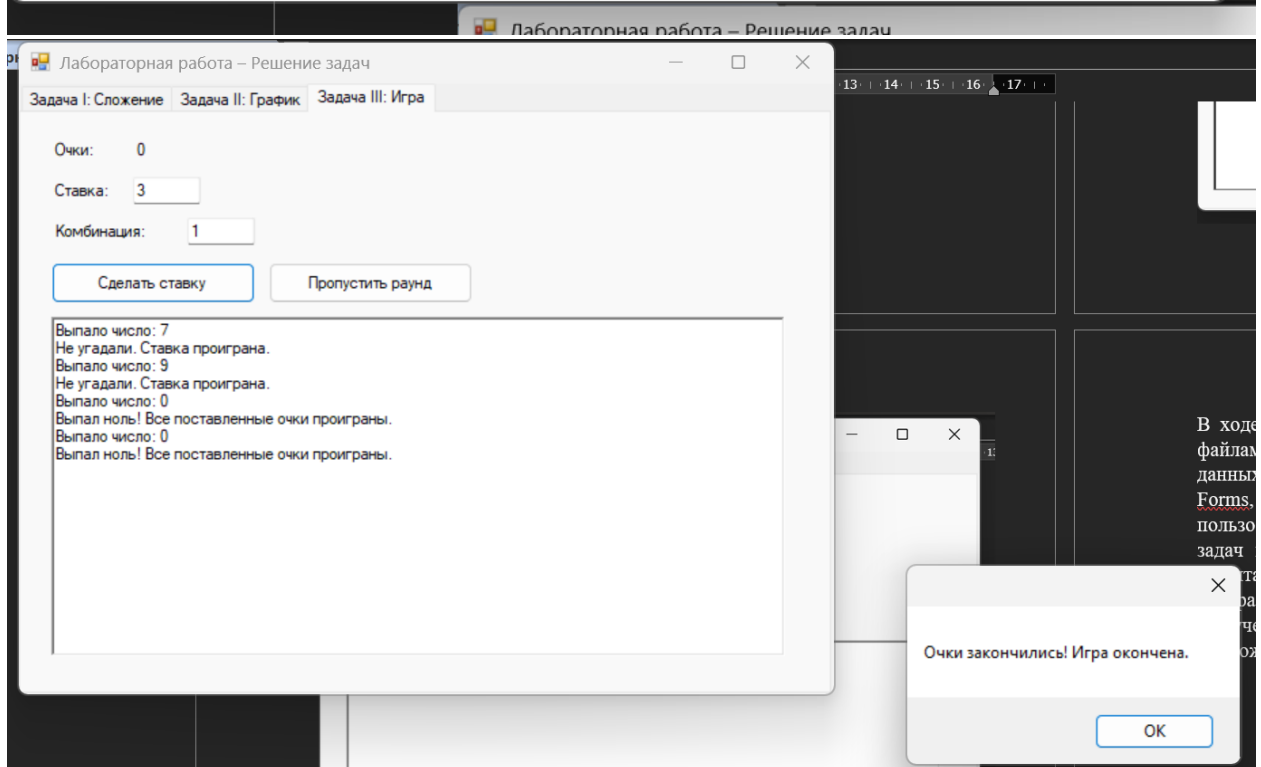 Лабораторная работа – Решение задач
Лабораторная работа – Решение задач
Задача I: Сложение Задача II: График Задача III: Игра
13 14 15 16 17
Очки: 0
Ставка: 3
Комбинация: 1
Сделать ставку Пропустить раунд
Выпало число: 7
Не угадали. Ставка проиграна.
Выпало число: 9
Не угадали. Ставка проиграна.
Выпало число: 0
Выпал ноль! Все поставленные очки проиграны.
Выпало число: 0
Выпал ноль! Все поставленные очки проиграны.
В ходе
файлам
данных
Forms,
пользо
задач
Очки закончились! Игра окончена.
OK